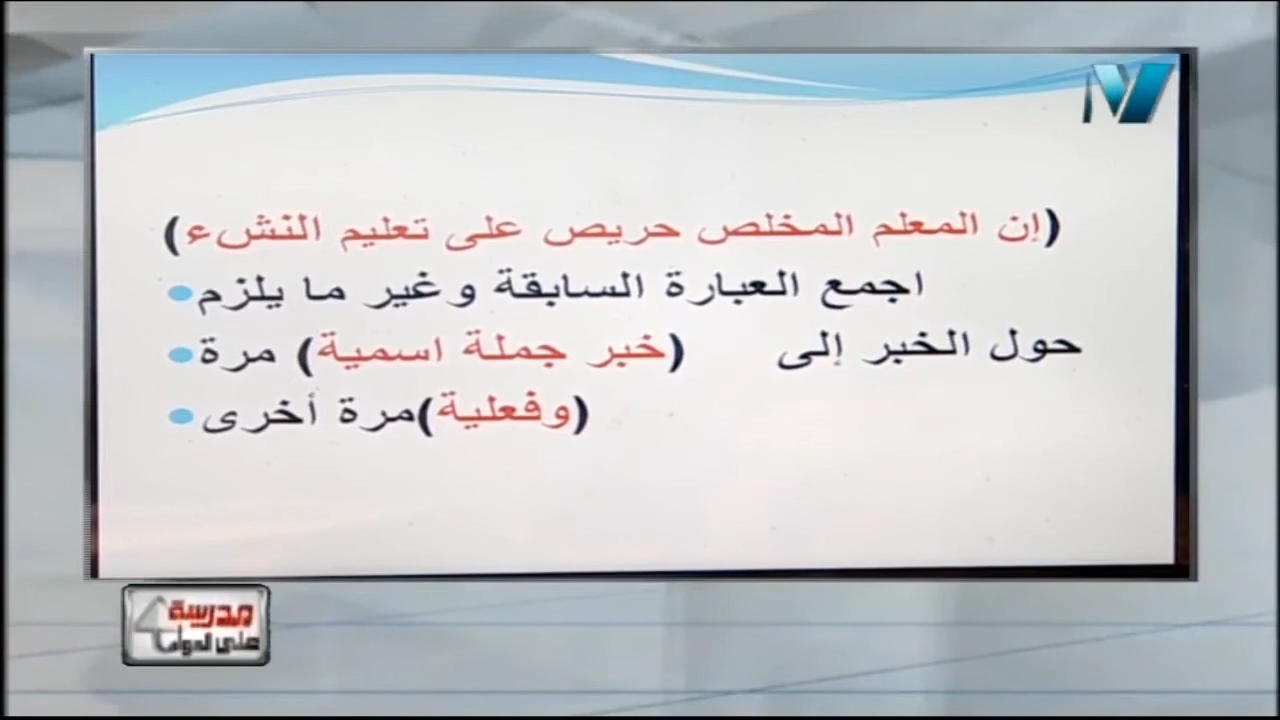 (إن المعلم المخلص حريص على تعليم النشء)
اجمع العبارة السابقة وغير ما يلزم
حول الخبر إلى (خبر جملة اسمية) مرة
(وفعلية)مرة أخرى
مدرسة
على الهواء